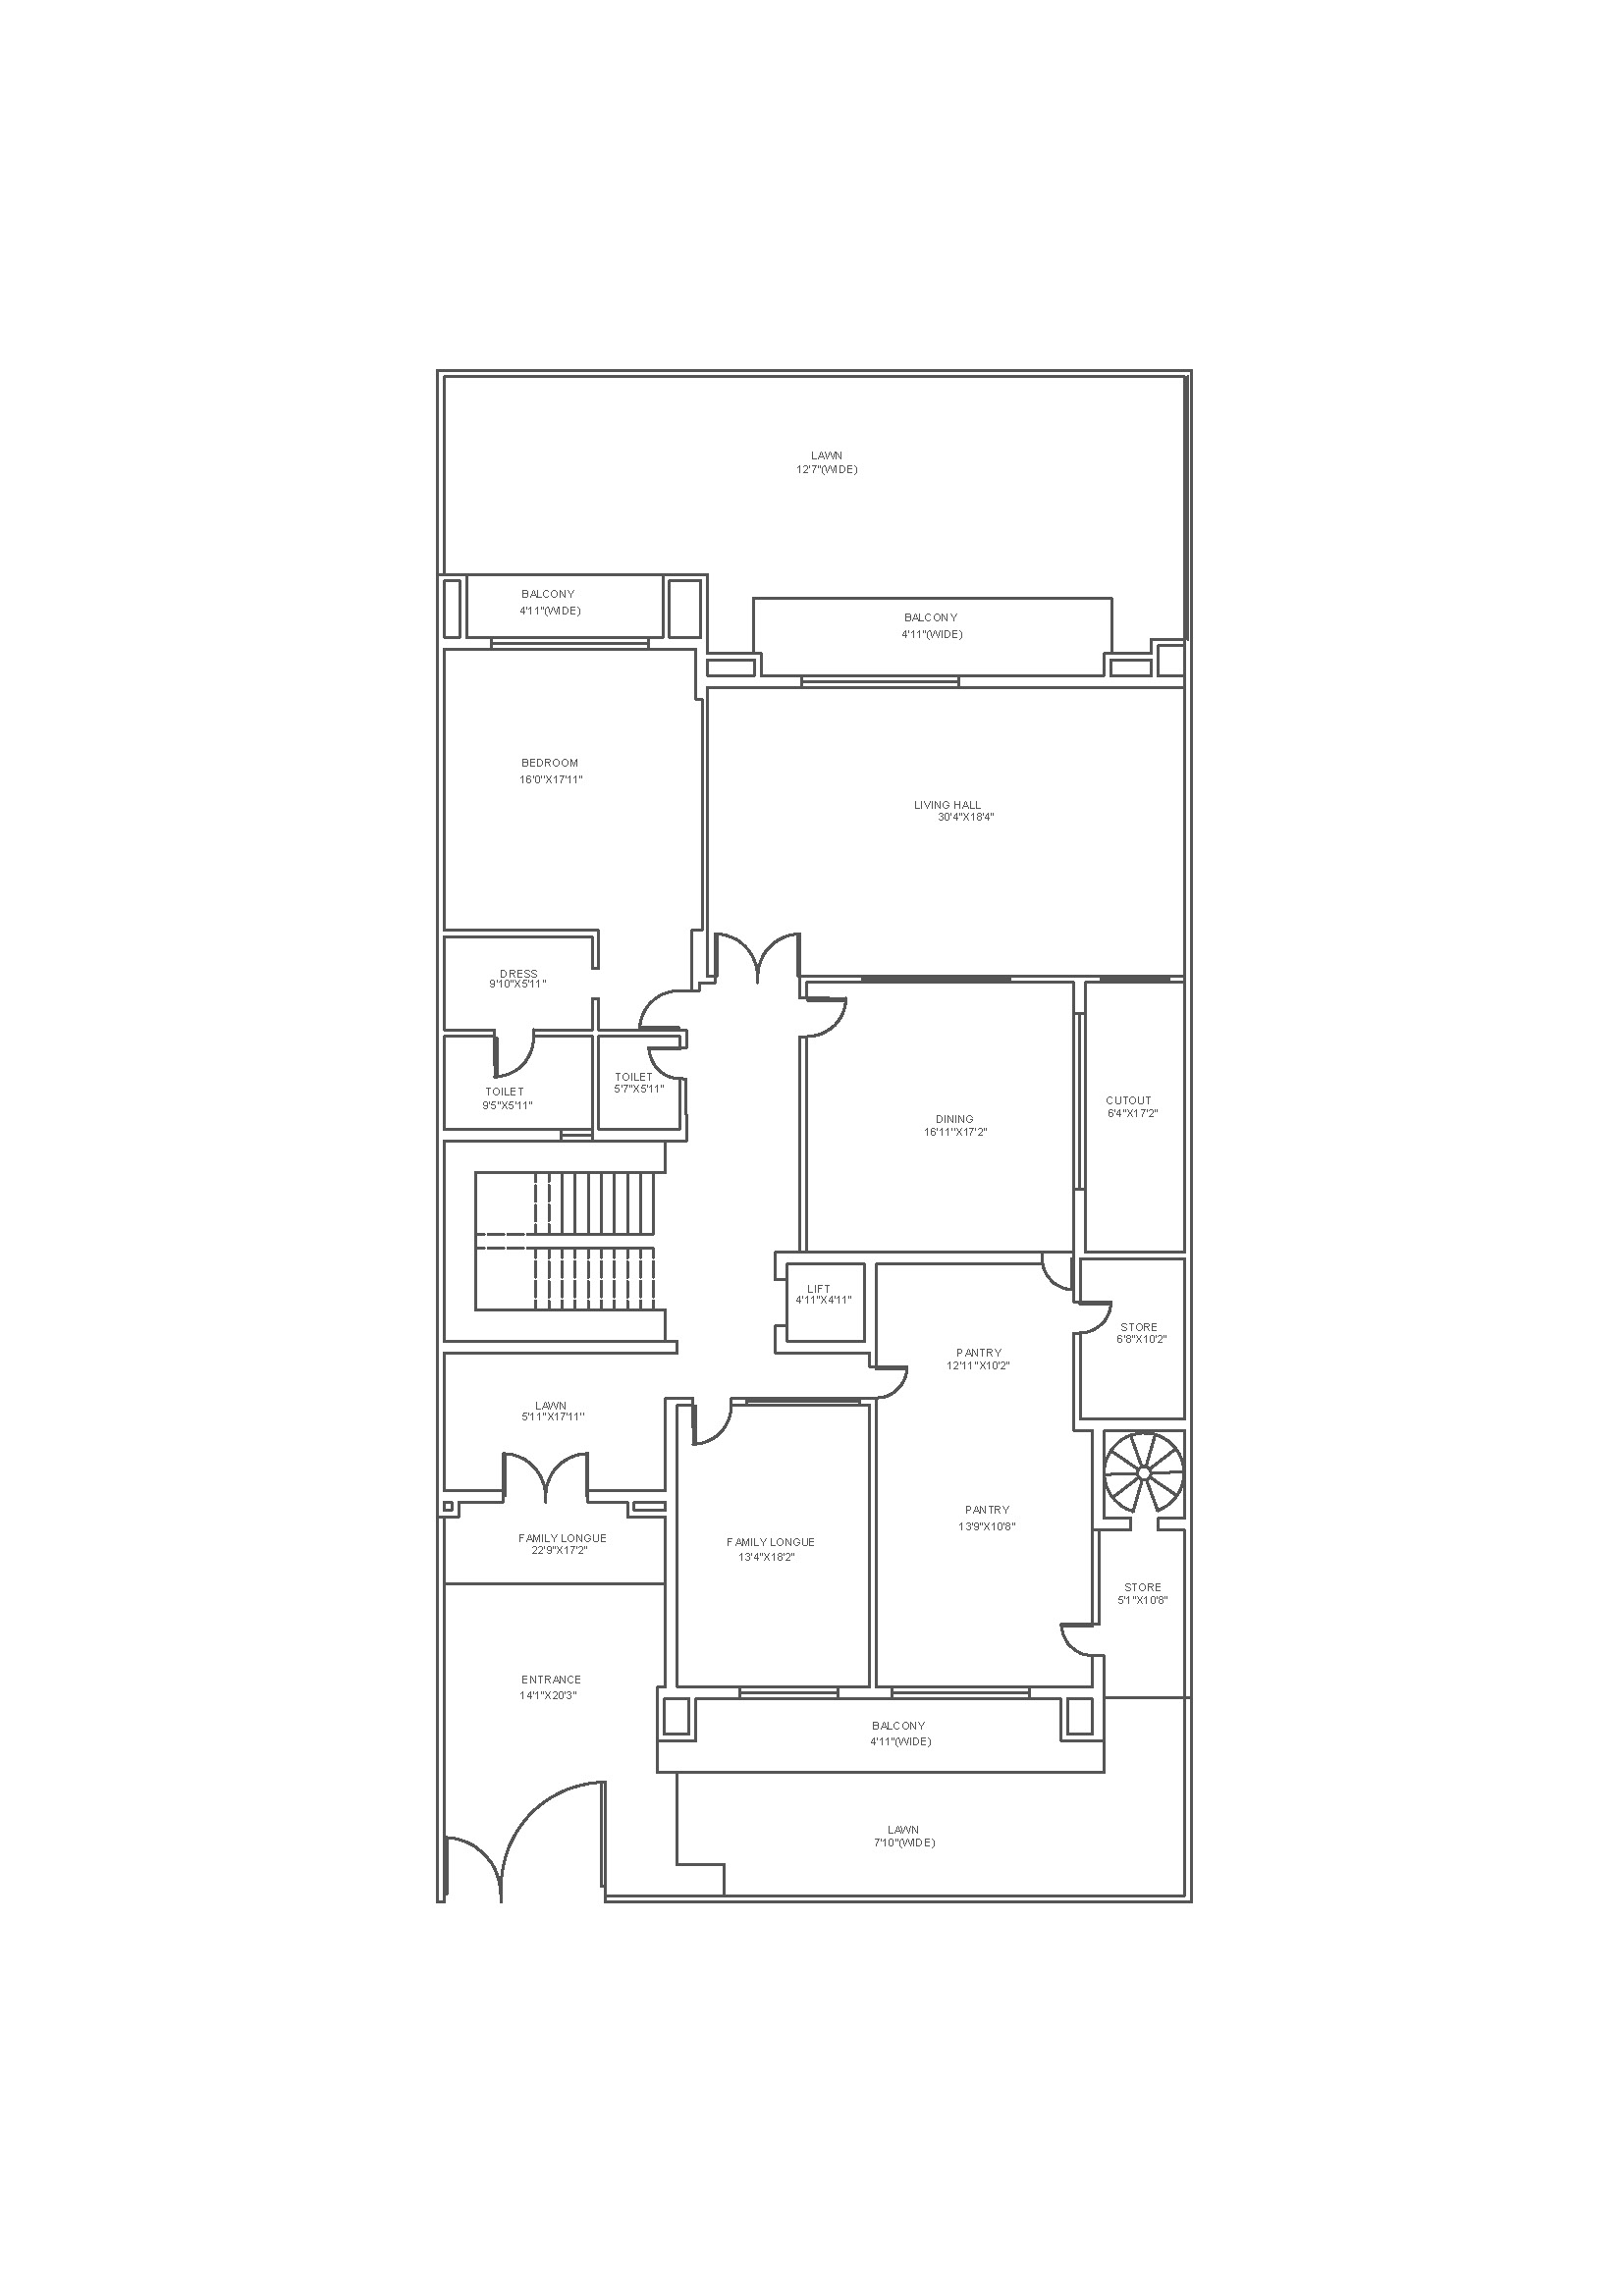 LAWN
12'7"(WIDE)
BALCONY
4'11"(WIDE)
BALCONY
4'11"(WIDE)
BEDROOM
16'0"X17'11"
LIVING HALL
30'4"X18'4"
DRESS
9'10"X5'11"
TOILET
9'5"X5'11"
TOILET
5'7"X5'11"
DINING
16'11"X17'2"
CUTOUT
6'4"X17'2"
LIFT
4'11"X4'11"
STORE
6'8"X10'2"
PANTRY
12'11"X10'2"
LAWN
5'11"X17'11"
PANTRY
13'9"X10'8"
FAMILY LONGUE
22'9"X17'2"
FAMILY LONGUE
13'4"X18'2"
STORE
5'1"X10'8"
ENTRANCE
14'1"X20'3"
BALCONY
4'11"(WIDE)
LAWN
7'10"(WIDE)